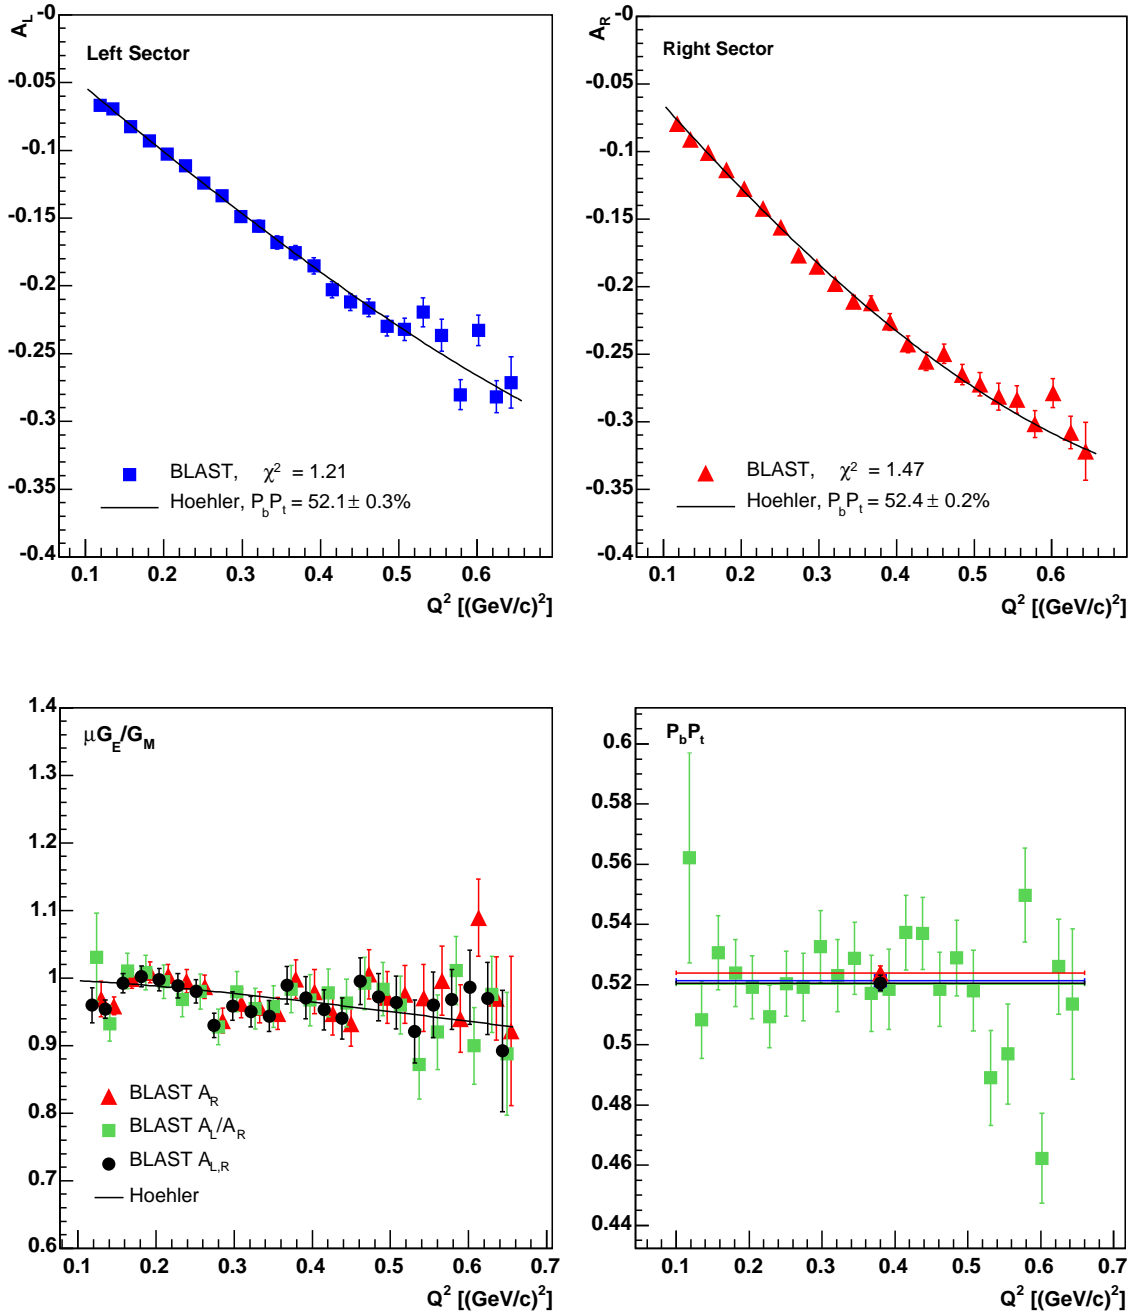 A_L
-0
-0.05
-0.1
-0.15
-0.2
-0.25
-0.3
-0.35
-0.4
Left Sector
BLAST, χ² = 1.21
Hoehler, P_bP_t = 52.1 ± 0.3%
0.1 0.2 0.3 0.4 0.5 0.6
Q² [(GeV/c)²]
A_R
-0
-0.05
-0.1
-0.15
-0.2
-0.25
-0.3
-0.35
-0.4
Right Sector
BLAST, χ² = 1.47
Hoehler, P_bP_t = 52.4 ± 0.2%
0.1 0.2 0.3 0.4 0.5 0.6
Q² [(GeV/c)²]
1.4
1.3
1.2
1.1
1
0.9
0.8
0.7
0.6
μG_E/G_M
BLAST A_R
BLAST A_L/A_R
BLAST A_L,R
Hoehler
0.1 0.2 0.3 0.4 0.5 0.6 0.7
Q² [(GeV/c)²]
0.6
0.58
0.56
0.54
0.52
0.5
0.48
0.46
0.44
P_bP_t
0.1 0.2 0.3 0.4 0.5 0.6 0.7
Q² [(GeV/c)²]